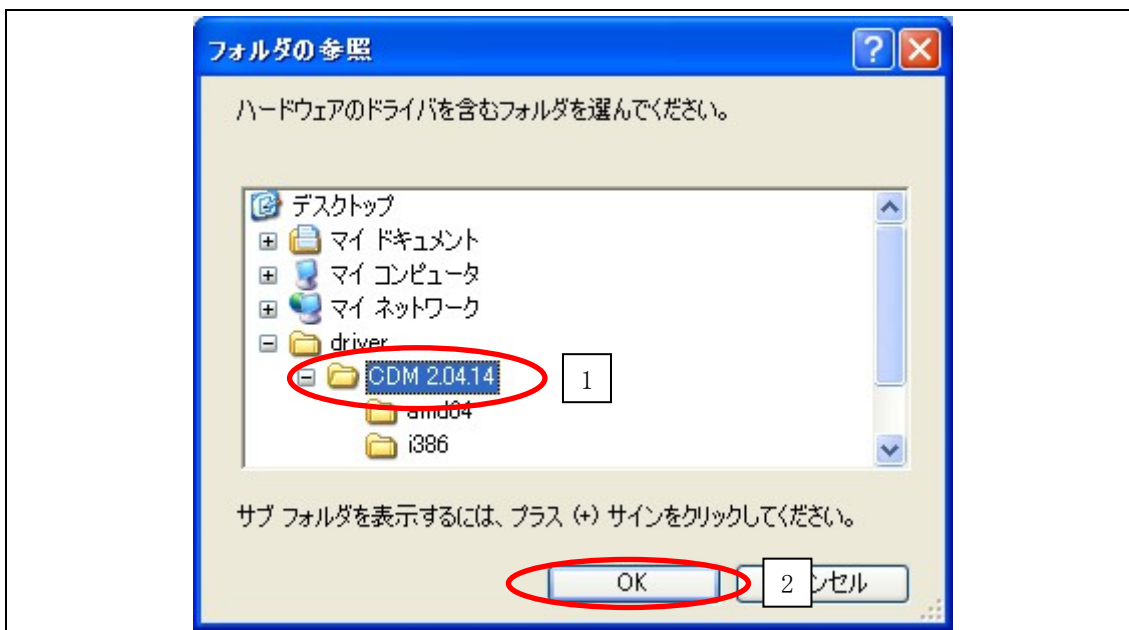 フォルダの参照
ハードウェアのドライバを含むフォルダを選んでください。
デスクトップ
マイ ドキュメント
マイ コンピュータ
マイ ネットワーク
driver
CDM 2.04.14
1
amd64
i386
サブ フォルダを表示するには、プラス (+) サインをクリックしてください。
OK
2
ンセル